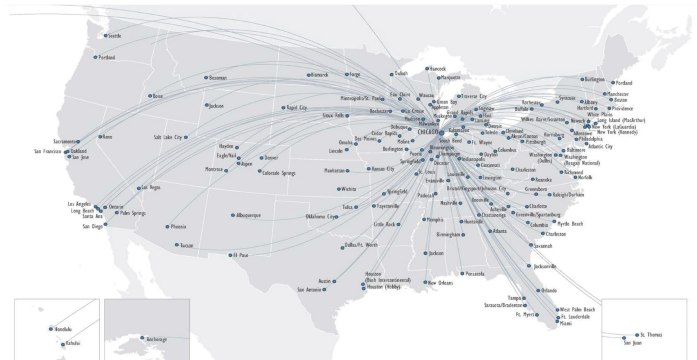 Seattle
Portland
Boise
Bozeman
Jackson
Bismarck
Fargo
Duluth
Hancock
Marquette
Minneapolis/St. Paul
Eau Claire
Wausau
Green Bay
Appleton
Traverse City
Rapid City
Sioux Falls
Rochester
La Crosse
Madison
Milwaukee
Muskegon
Grand Rapids
Saginaw
Flint
Lansing
Detroit
Burlington
Portland
Manchester
Boston
Providence
Syracuse
Albany
Hartford
Rochester
Buffalo
White Plains
Newark
Long Island (MacArthur)
New York (LaGuardia)
New York (Kennedy)
Allentown
Philadelphia
Atlantic City
Harrisburg
Baltimore
Washington
(Dulles)
Washington
(Reagan National)
Richmond
Norfolk
Sacramento
San Francisco
Oakland
San Jose
Reno
Salt Lake City
Hayden
Eagle/Vail
Aspen
Montrose
Denver
Colorado Springs
Omaha
Lincoln
Des Moines
Cedar Rapids
Dubuque
Moline
Burlington
Peoria
CHICAGO
Kalamazoo
South Bend
Ft. Wayne
Toledo
Cleveland
Akron/Canton
Pittsburgh
Bloomington
Champaign
Decatur
Springfield
Indianapolis
Dayton
Columbus
Cincinnati
Charleston
Manhattan
Kansas City
St. Louis
Evansville
Louisville
Lexington
Roanoke
Greensboro
Raleigh/Durham
Las Vegas
Los Angeles
Ontario
Long Beach
Santa Ana
Palm Springs
San Diego
Phoenix
Tucson
Albuquerque
El Paso
Wichita
Tulsa
Oklahoma City
Springfield
Fayetteville
Little Rock
Paducah
Nashville
Knoxville
Chattanooga
Asheville
Charlotte
Greenville/Spartanburg
Myrtle Beach
Charleston
Savannah
Memphis
Huntsville
Birmingham
Atlanta
Dallas/Ft. Worth
Jackson
Austin
San Antonio
Houston
(Bush Intercontinental)
Houston (Hobby)
New Orleans
Pensacola
Jacksonville
Orlando
Tampa
Sarasota/Bradenton
Ft. Myers
West Palm Beach
Ft. Lauderdale
Miami
Honolulu
Kahului
Anchorage
St. Thomas
San Juan